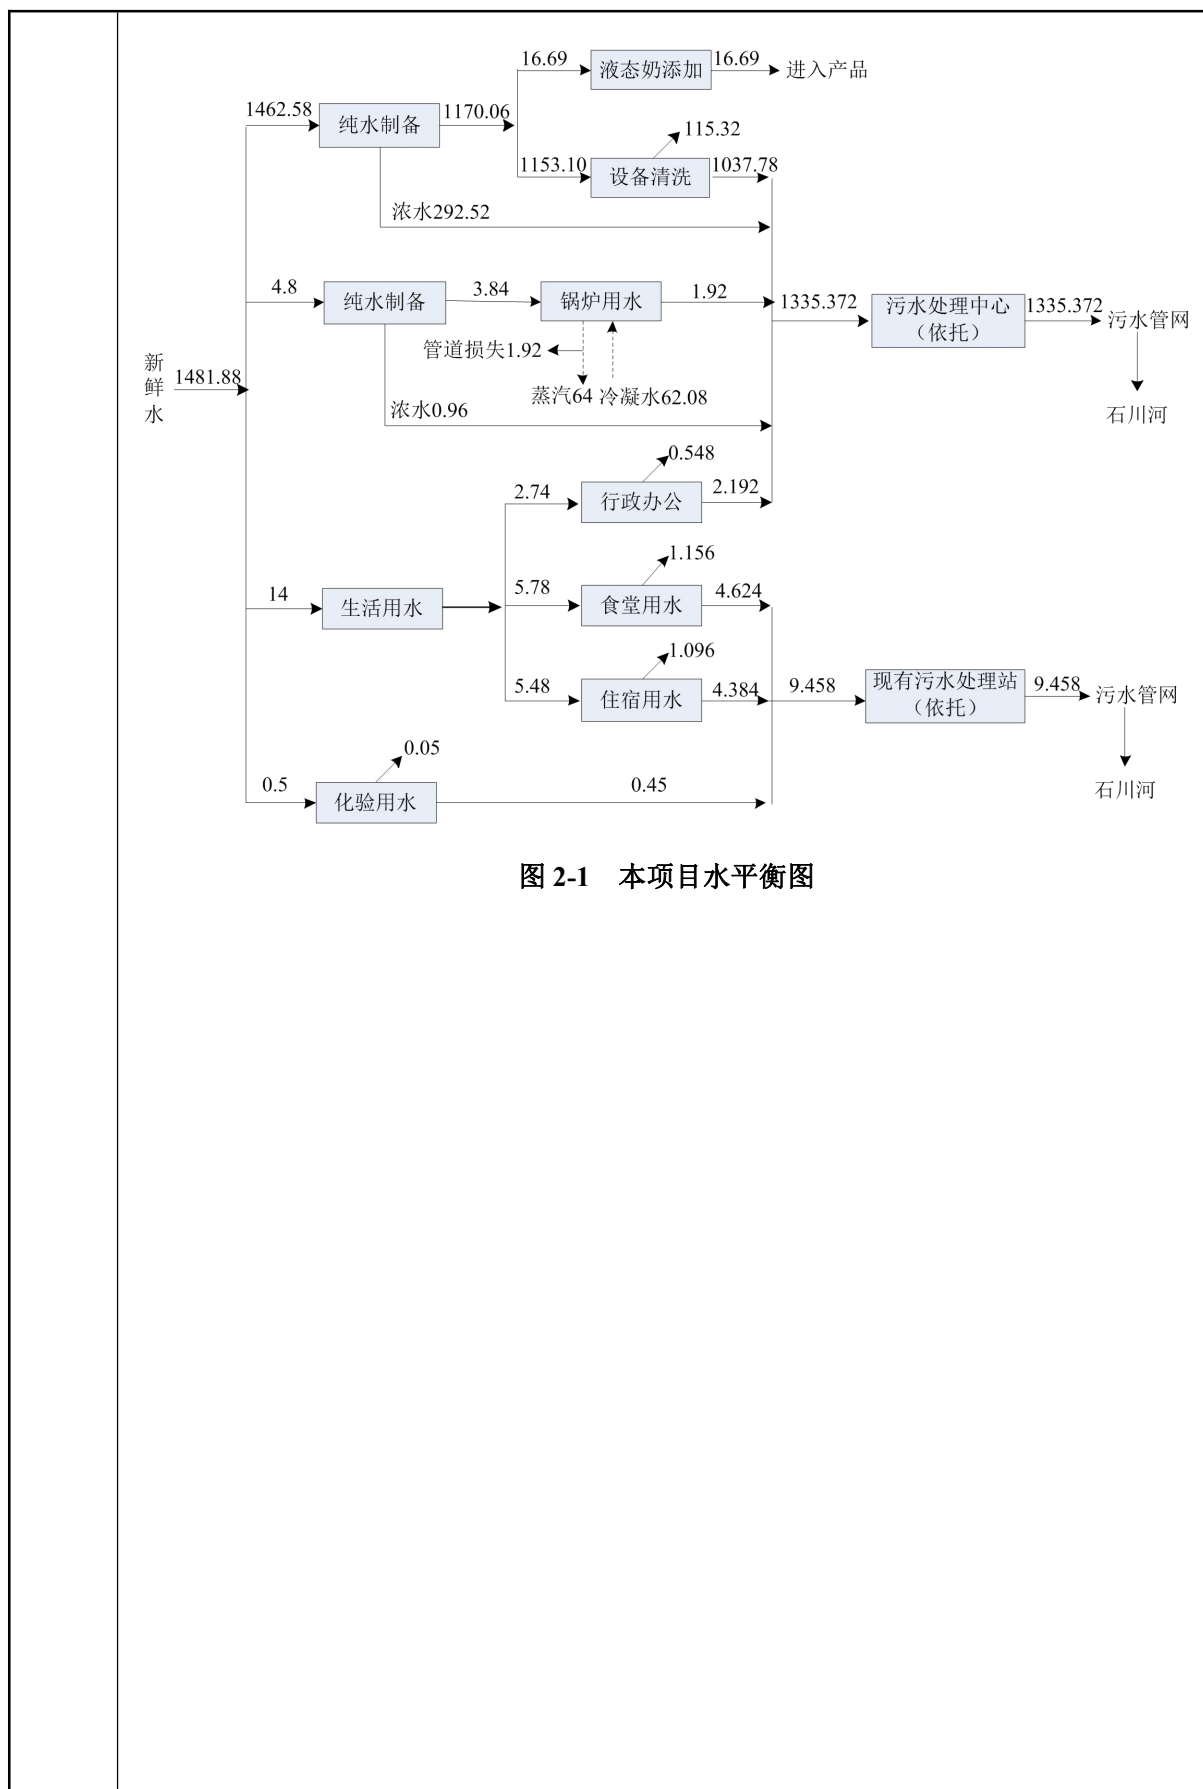 16.69
液态奶添加
16.69
进入产品
1462.58
纯水制备
1170.06
115.32
1153.10
设备清洗
1037.78
浓水292.52
4.8
纯水制备
3.84
锅炉用水
1.92
1335.372
污水处理中心
（依托）
1335.372
污水管网
管道损失1.92
新
鲜
水
1481.88
蒸汽64
冷凝水62.08
浓水0.96
石川河
0.548
2.74
行政办公
2.192
1.156
14
生活用水
5.78
食堂用水
4.624
1.096
5.48
住宿用水
4.384
9.458
现有污水处理站
（依托）
9.458
污水管网
0.05
0.5
化验用水
0.45
石川河
图 2-1 本项目水平衡图